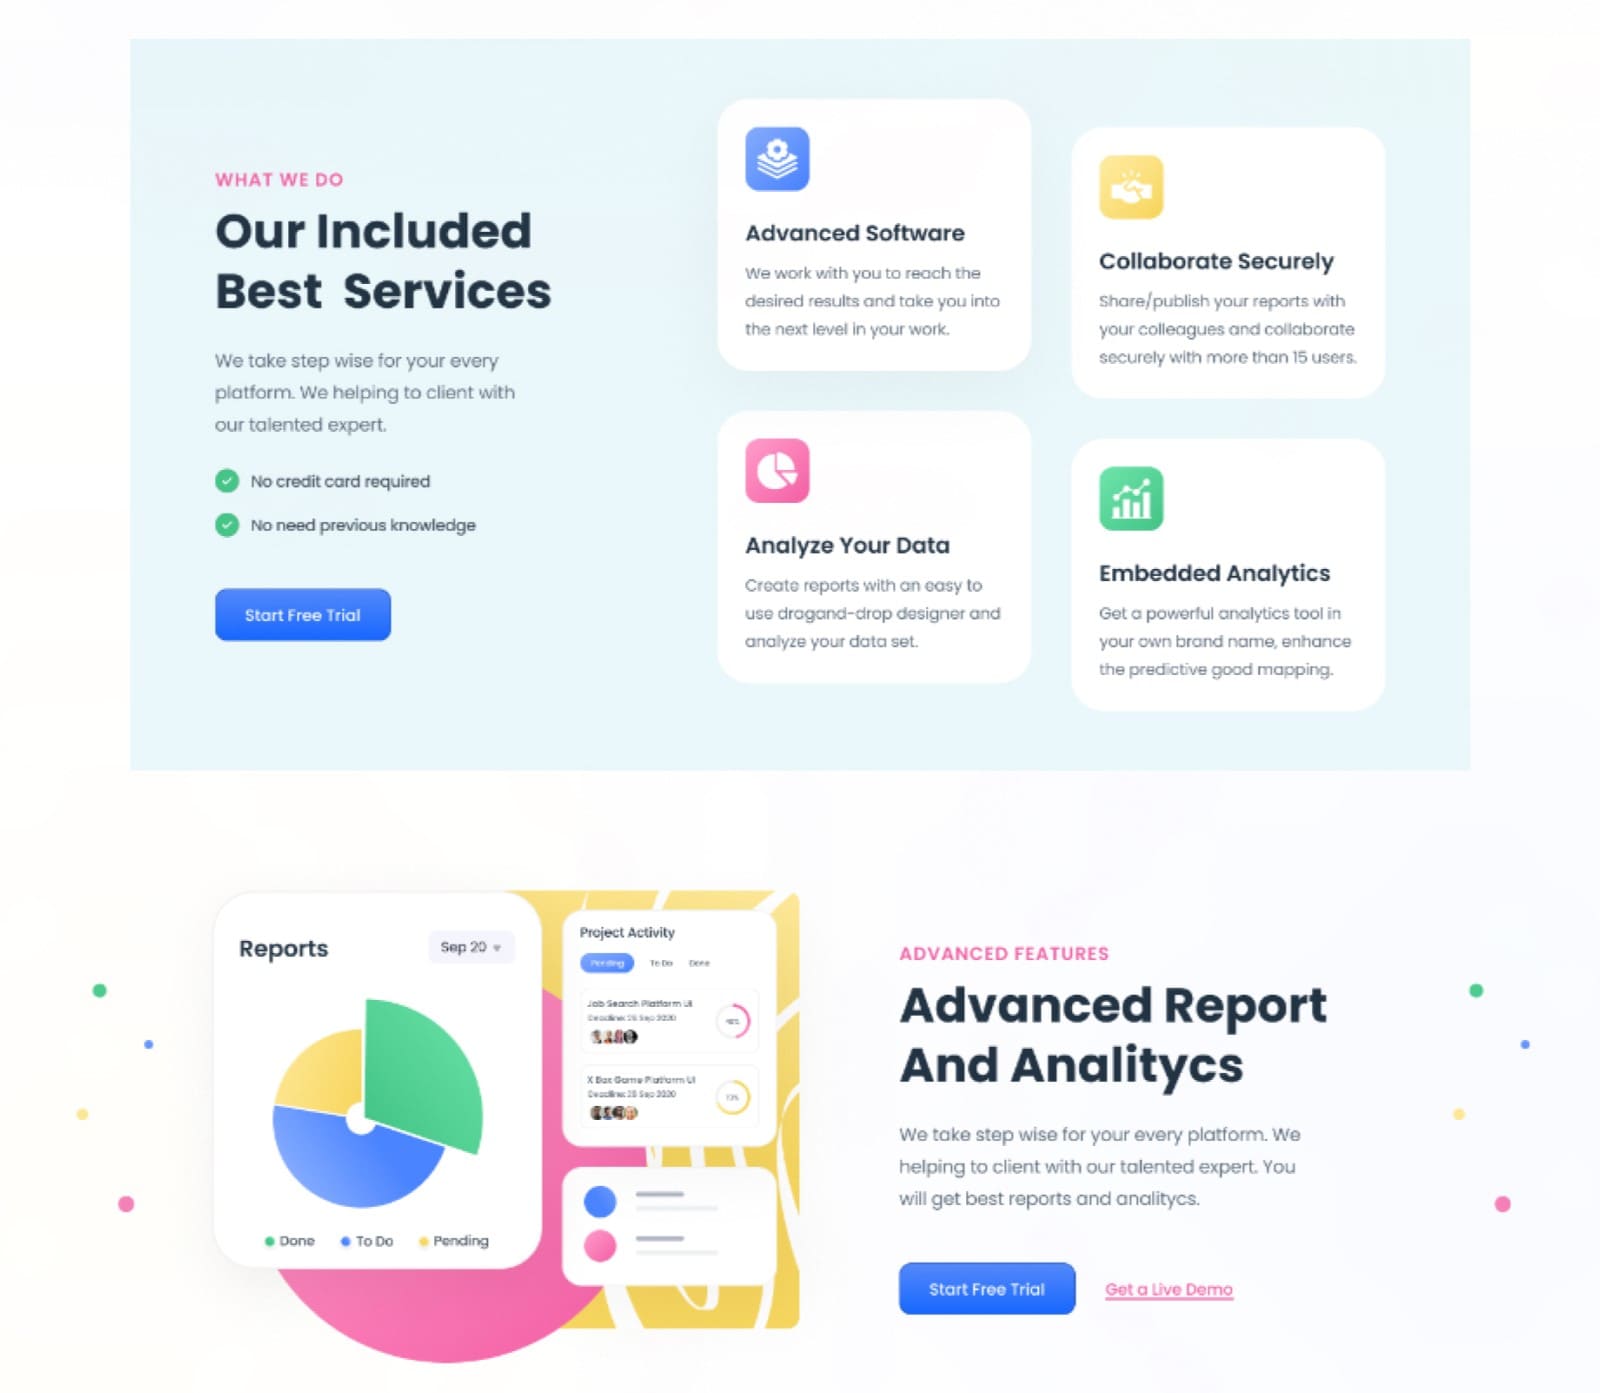 WHAT WE DO
Our Included
Best Services
We take step wise for your every
platform. We helping to client with
our talented expert.
No credit card required
No need previous knowledge
Start Free Trial
Advanced Software
We work with you to reach the
desired results and take you into
the next level in your work.
Collaborate Securely
Share/publish your reports with
your colleagues and collaborate
securely with more than 15 users.
Analyze Your Data
Create reports with an easy to
use dragand-drop designer and
analyze your data set.
Embedded Analytics
Get a powerful analytics tool in
your own brand name, enhance
the predictive good mapping.
Reports
Sep 20
Done
To Do
Pending
Project Activity
Pending
To Do
Done
Job Search Platform UI
Deadline: 25 Sep 2020
X Box Game Platform UI
Deadline: 25 Sep 2020
ADVANCED FEATURES
Advanced Report
And Analitycs
We take step wise for your every platform. We
helping to client with our talented expert. You
will get best reports and analitycs.
Start Free Trial
Get a Live Demo